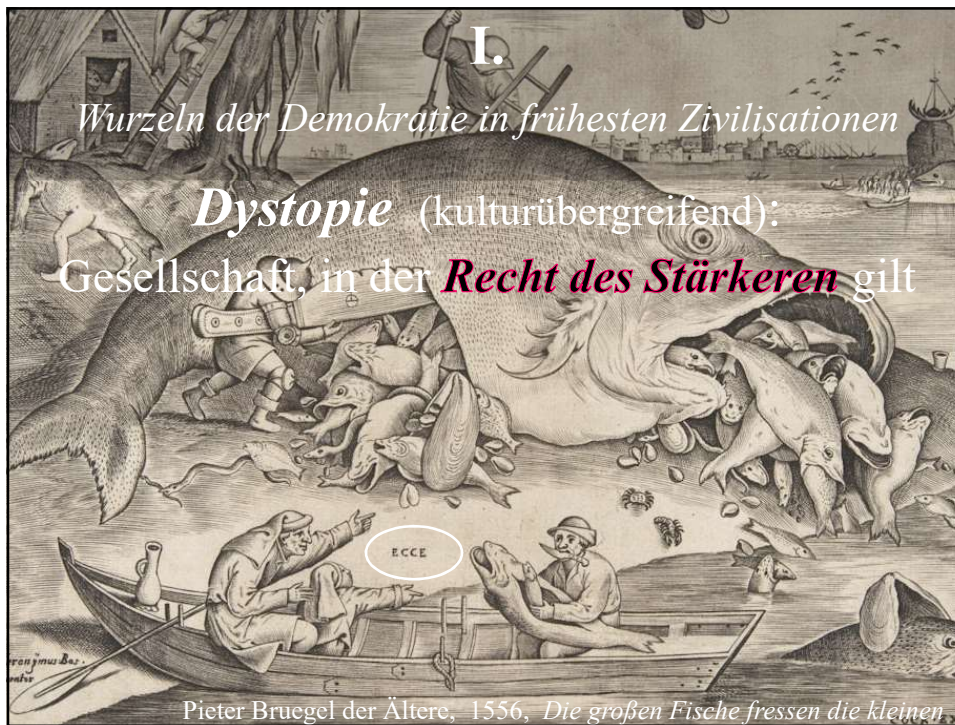 I.
Wurzeln der Demokratie in frühesten Zivilisationen
Dystopie (kulturübergreifend):
Gesellschaft, in der Recht des Stärkeren gilt
ECCE
Pieter Bruegel der Ältere, 1556, Die großen Fische fressen die kleinen